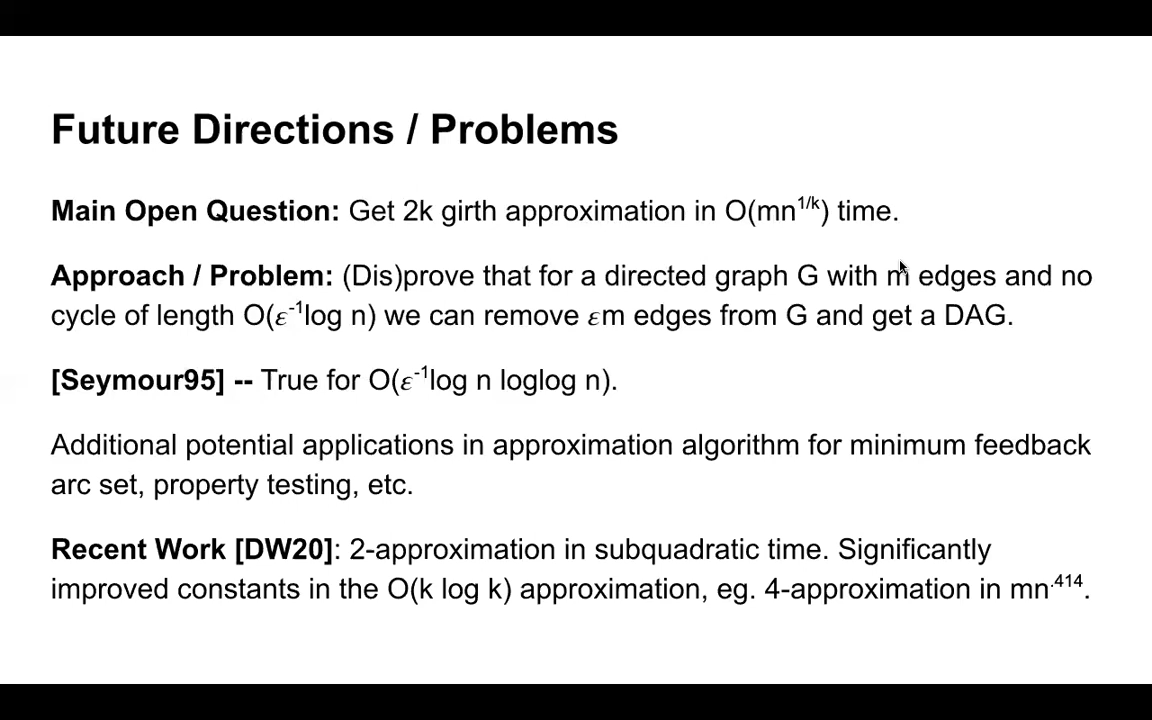 Future Directions / Problems
Main Open Question: Get 2k girth approximation in O(mn^1/k) time.
Approach / Problem: (Dis)prove that for a directed graph G with m edges and no
cycle of length O(ε^-1log n) we can remove εm edges from G and get a DAG.
[Seymour95] -- True for O(ε^-1log n loglog n).
Additional potential applications in approximation algorithm for minimum feedback
arc set, property testing, etc.
Recent Work [DW20]: 2-approximation in subquadratic time. Significantly
improved constants in the O(k log k) approximation, eg. 4-approximation in mn^.414.